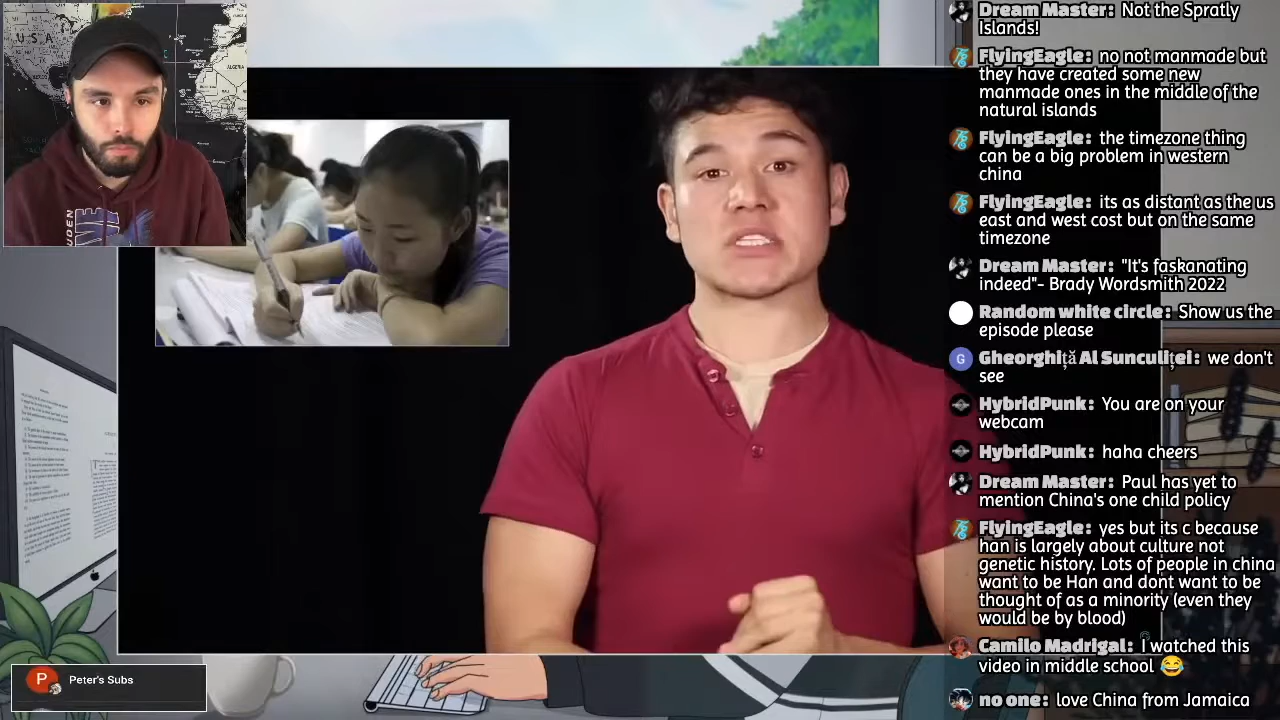 Dream Master: Not the Spratly
Islands!
FlyingEagle: no not manmade but
they have created some new
manmade ones in the middle of the
natural islands
FlyingEagle: the timezone thing
can be a big problem in western
china
FlyingEagle: its as distant as the us
east and west cost but on the same
timezone
Dream Master: "It's faskanating
indeed"- Brady Wordsmith 2022
Random white circle: Show us the
episode please
G
Gheorghiță Al Sunculiței: we don't
see
HybridPunk: You are on your
webcam
HybridPunk: haha cheers
Dream Master: Paul has yet to
mention China's one child policy
FlyingEagle: yes but its c because
han is largely about culture not
genetic history. Lots of people in china
want to be Han and dont want to be
thought of as a minority (even they
would be by blood)
Camilo Madrigal: I watched this
video in middle school 😂
no one: love China from Jamaica
P
Peter's Subs
U S A
ALGERIA